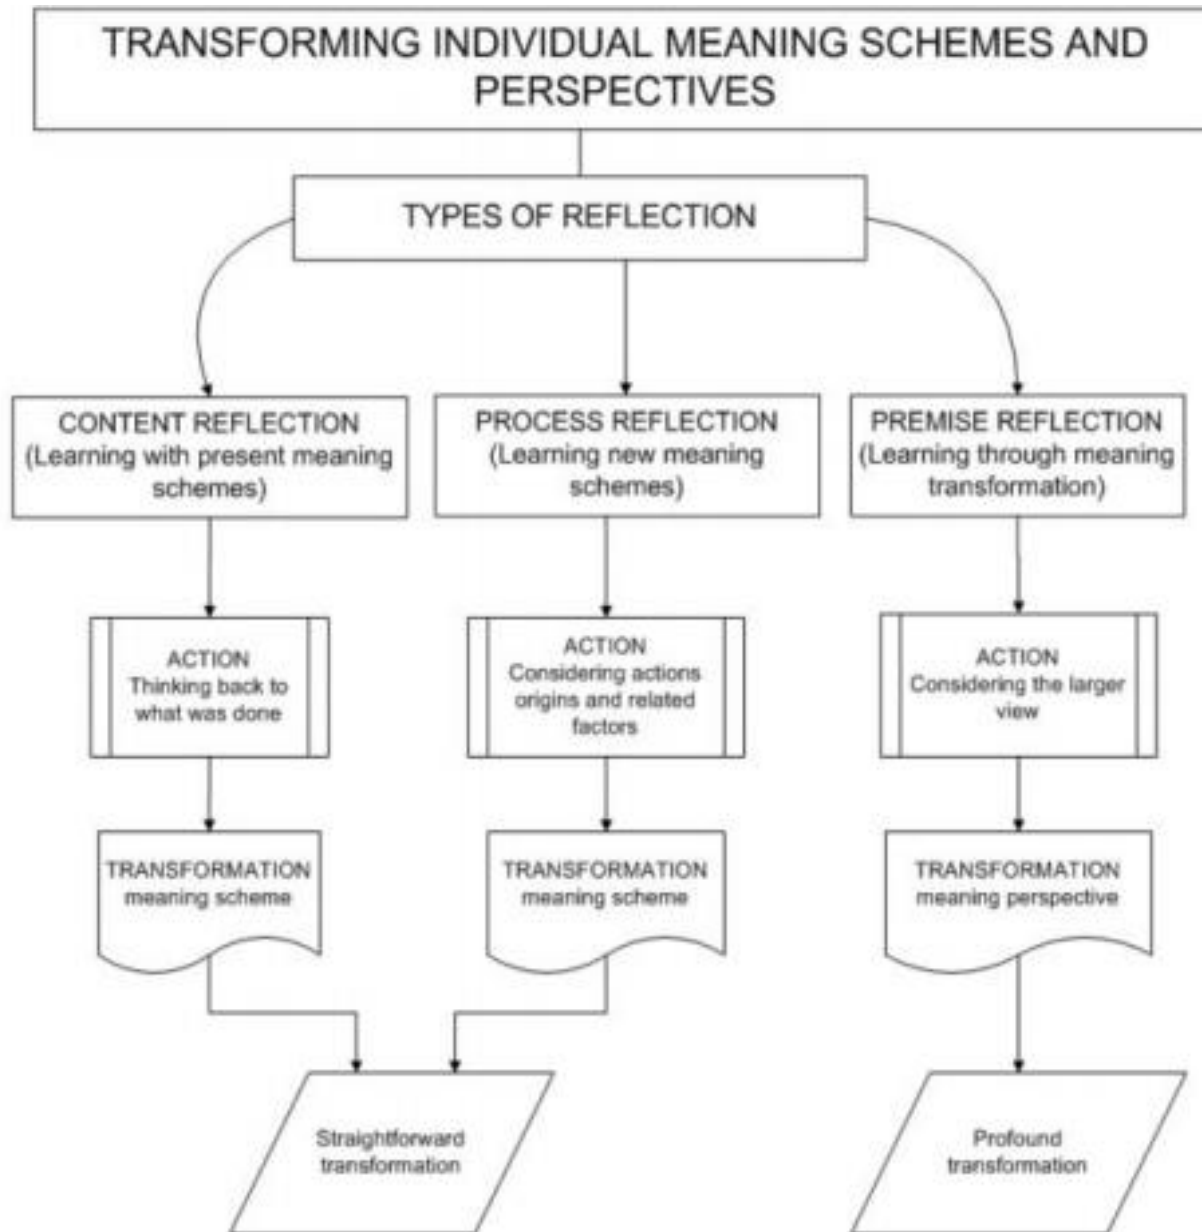 TRANSFORMING INDIVIDUAL MEANING SCHEMES AND
PERSPECTIVES
TYPES OF REFLECTION
CONTENT REFLECTION
(Learning with present meaning
schemes)
PROCESS REFLECTION
(Learning new meaning
schemes)
PREMISE REFLECTION
(Learning through meaning
transformation)
ACTION
Thinking back to
what was done
ACTION
Considering actions
origins and related
factors
ACTION
Considering the larger
view
TRANSFORMATION
meaning scheme
TRANSFORMATION
meaning scheme
TRANSFORMATION
meaning perspective
Straightforward
transformation
Profound
transformation